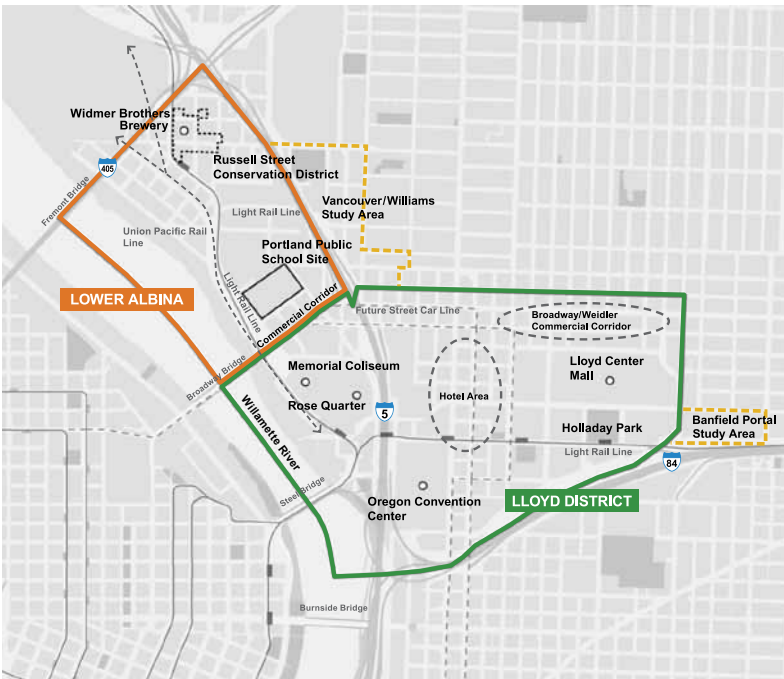 Widmer Brothers
Brewery
405
Fremont Bridge
Russell Street
Conservation District
Vancouver/Williams
Study Area
Light Rail Line
Union Pacific Rail
Line
Portland Public
School Site
LOWER ALBINA
Light Rail Line
Commercial Corridor
Future Street Car Line
Broadway/Weidler
Commercial Corridor
Broadway Bridge
Memorial Coliseum
Lloyd Center
Mall
Rose Quarter
5
Hotel Area
Willamette River
Holladay Park
Banfield Portal
Study Area
Light Rail Line
84
Steel Bridge
Oregon Convention
Center
LLOYD DISTRICT
Burnside Bridge